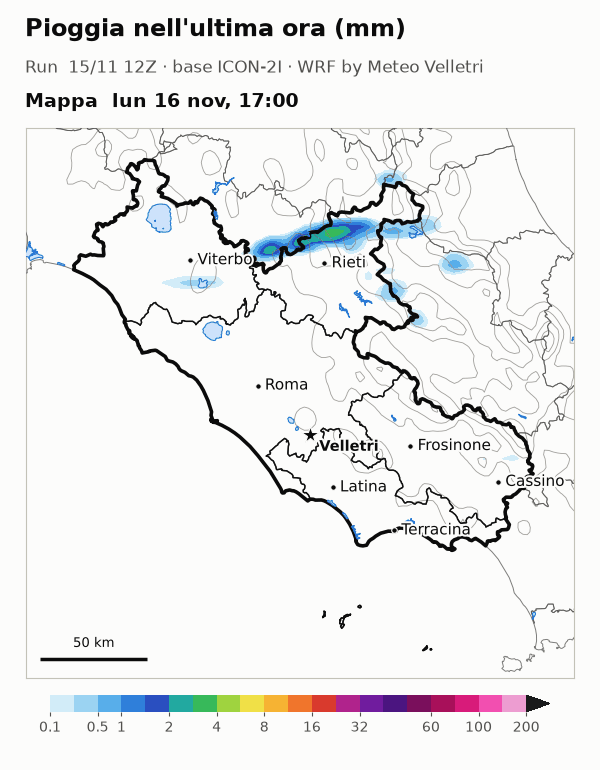 Pioggia nell'ultima ora (mm)
Run  15/11 12Z · base ICON-2I · WRF by Meteo Velletri
Mappa  lun 16 nov, 17:00
Viterbo
Rieti
Roma
Velletri
Frosinone
Latina
Cassino
Terracina
50 km
0.1 0.5 1 2 4 8 16 32 60 100 200